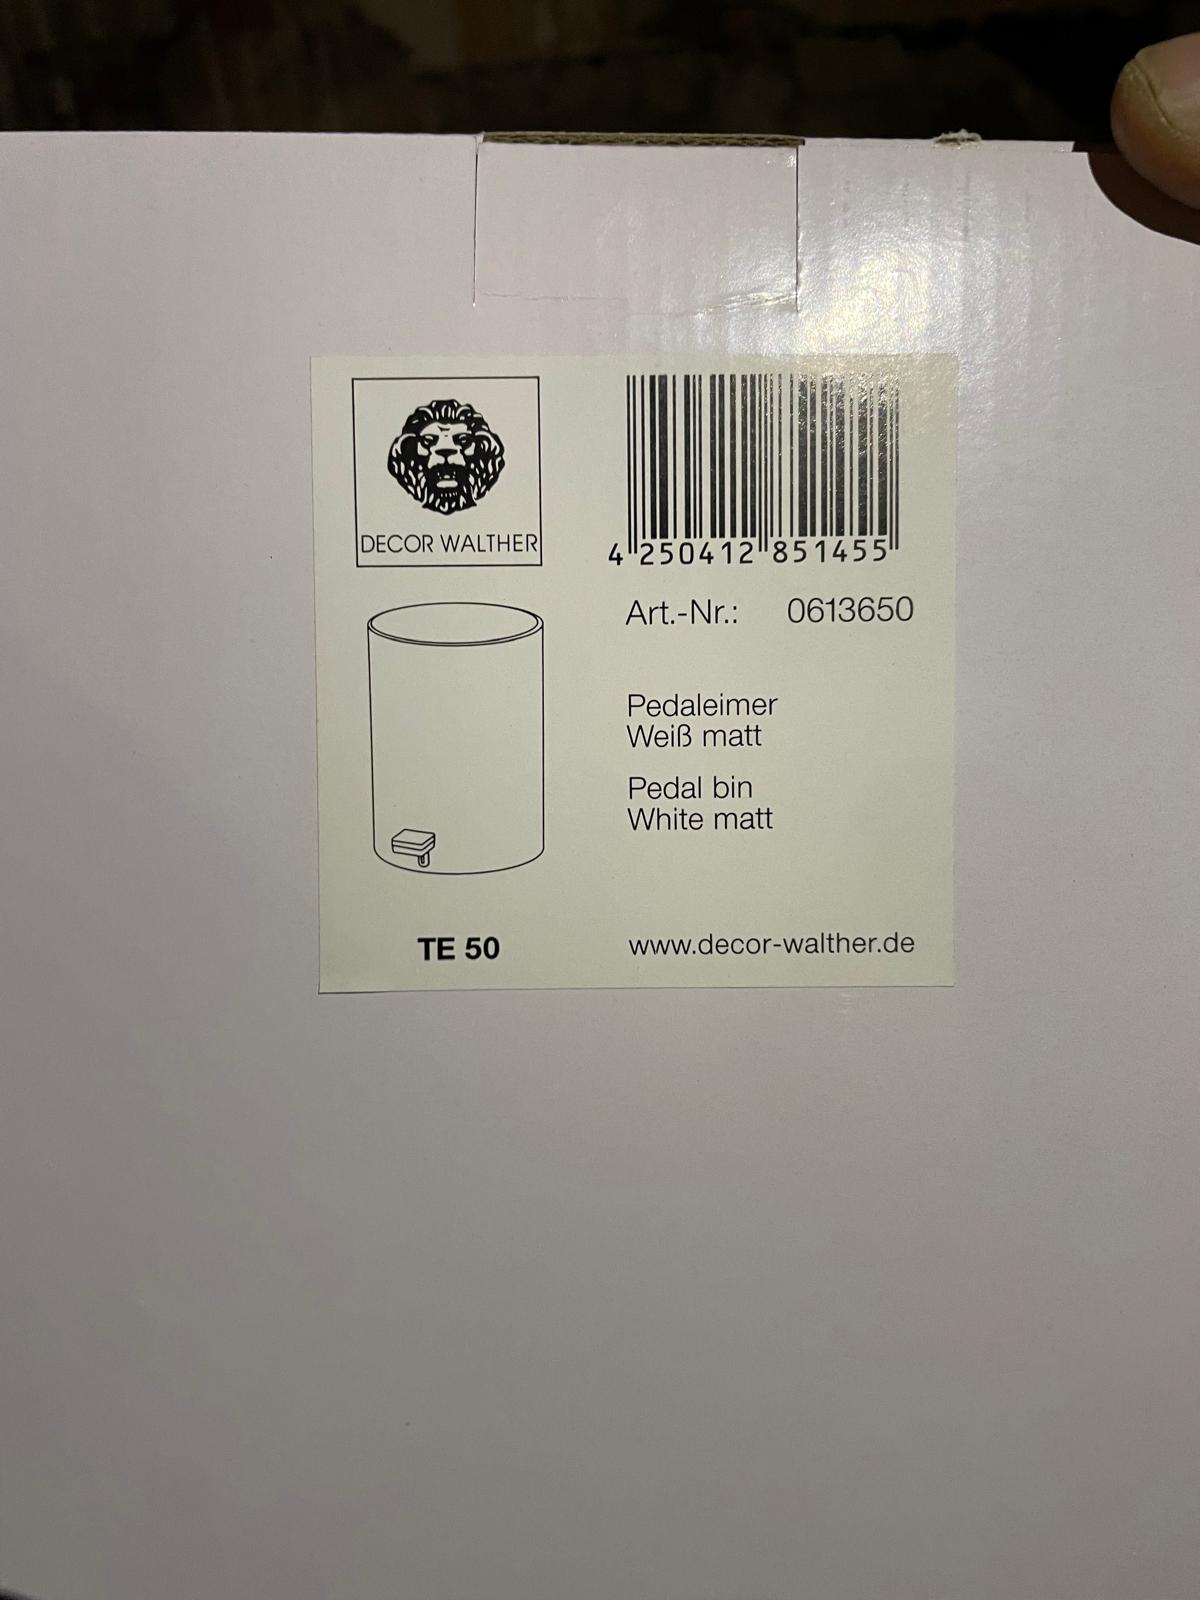 DECOR WALTHER
4 250412 851455
Art.-Nr.: 0613650
Pedaleimer
Weiß matt
Pedal bin
White matt
TE 50
www.decor-walther.de